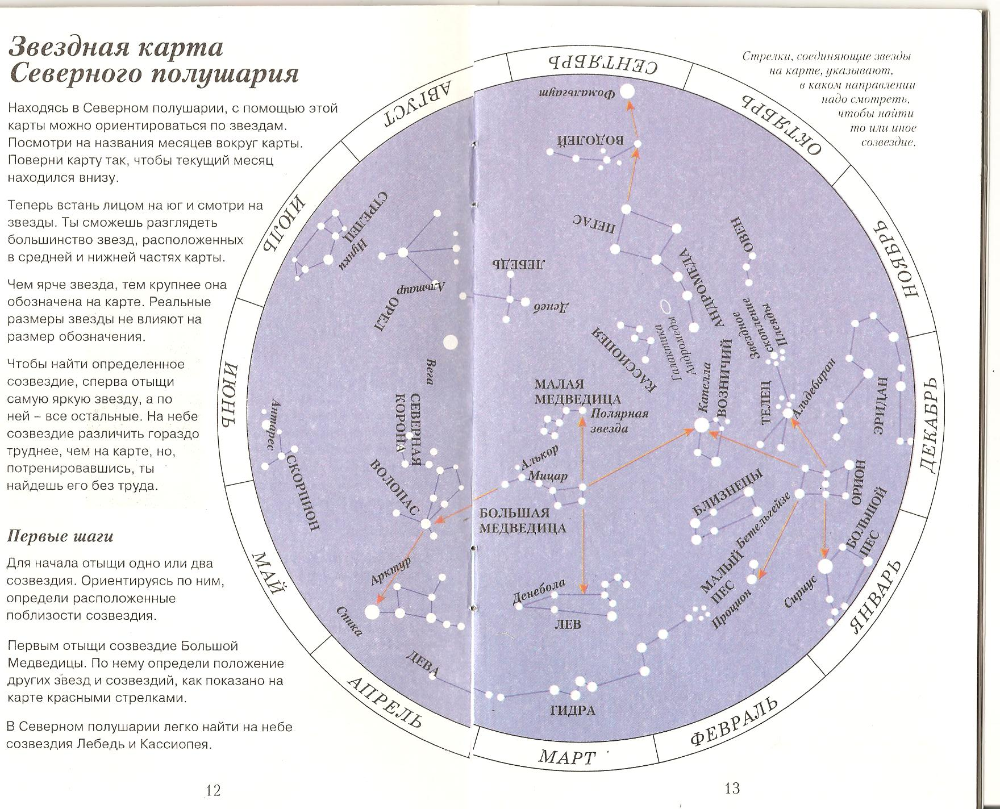 Звездная карта
Северного полушария
Находясь в Северном полушарии, с помощью этой
карты можно ориентироваться по звездам.
Посмотри на названия месяцев вокруг карты.
Поверни карту так, чтобы текущий месяц
находился внизу.
Теперь встань лицом на юг и смотри на
звезды. Ты сможешь разглядеть
большинство звезд, расположенных
в средней и нижней частях карты.
Чем ярче звезда, тем крупнее она
обозначена на карте. Реальные
размеры звезды не влияют на
размер обозначения.
Чтобы найти определенное
созвездие, сперва отыщи
самую яркую звезду, а по
ней – все остальные. На небе
созвездие различить гораздо
труднее, чем на карте, но,
потренировавшись, ты
найдешь его без труда.
Первые шаги
Для начала отыщи одно или два
созвездия. Ориентируясь по ним,
определи расположенные
поблизости созвездия.
Первым отыщи созвездие Большой
Медведицы. По нему определи положение
других звезд и созвездий, как показано на
карте красными стрелками.
В Северном полушарии легко найти на небе
созвездия Лебедь и Кассиопея.
12
Стрелки, соединяющие звезды
на карте, указывают,
в каком направлении
надо смотреть,
чтобы найти
то или иное
созвездие.
СЕНТЯБРЬ
ОКТЯБРЬ
НОЯБРЬ
ДЕКАБРЬ
ЯНВАРЬ
ФЕВРАЛЬ
МАРТ
АПРЕЛЬ
МАЙ
ИЮНЬ
ИЮЛЬ
АВГУСТ
Фомальгаут
ВОДОЛЕЙ
ПЕГАС
ОВЕН
СТРЕЛЕЦ
Нунки
Альтаир
ОРЕЛ
ЛЕБЕДЬ
Денеб
АНДРОМЕДА
Галактика
Андромеды
КАССИОПЕЯ
Звездное
скопление
Плеяды
Вега
МАЛАЯ
МЕДВЕДИЦА
Полярная
звезда
Капелла
ВОЗНИЧИЙ
ТЕЛЕЦ
Альдебаран
ЭРИДАН
Антарес
СКОРПИОН
СЕВЕРНАЯ
КОРОНА
ВОЛОПАС
Алькор
Мицар
БОЛЬШАЯ
МЕДВЕДИЦА
БЛИЗНЕЦЫ
Бетельгейзе
ОРИОН
БОЛЬШОЙ
ПЕС
Сириус
МАЛЫЙ
ПЕС
Процион
Арктур
Спика
ДЕВА
Денебола
ЛЕВ
ГИДРА
13